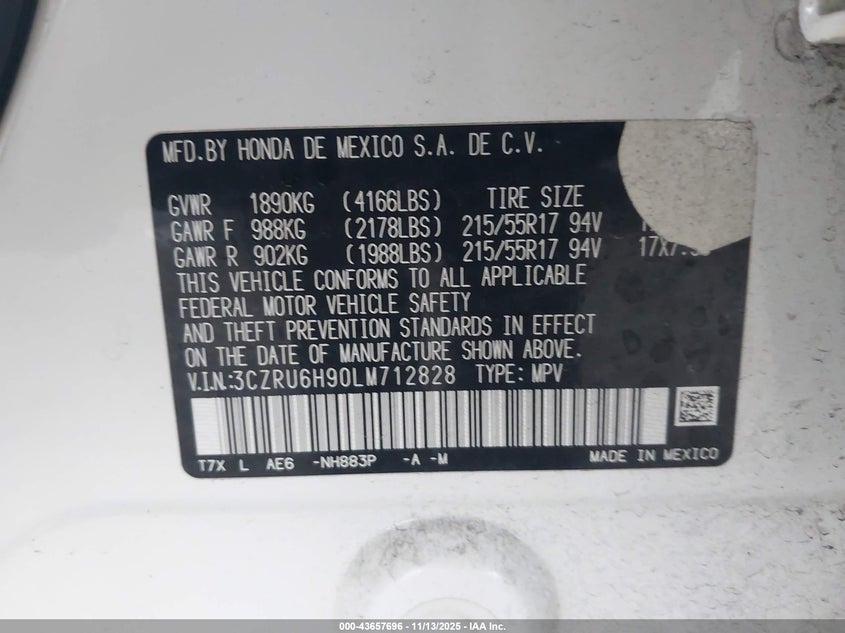 MFD.BY HONDA DE MEXICO S.A. DE C.V.
GVWR 1890KG (4166LBS) TIRE SIZE
GAWR F 988KG (2178LBS) 215/55R17 94V
GAWR R 902KG (1988LBS) 215/55R17 94V
THIS VEHICLE CONFORMS TO ALL APPLICABLE
FEDERAL MOTOR VEHICLE SAFETY
AND THEFT PREVENTION STANDARDS IN EFFECT
ON THE DATE OF MANUFACTURE SHOWN ABOVE.
V.I.N.:3CZRU6H90LM712828 TYPE: MPV
T7X L AE6 -NH883P -A -M MADE IN MEXICO
000-43657696 - 11/13/2025 - IAA Inc.